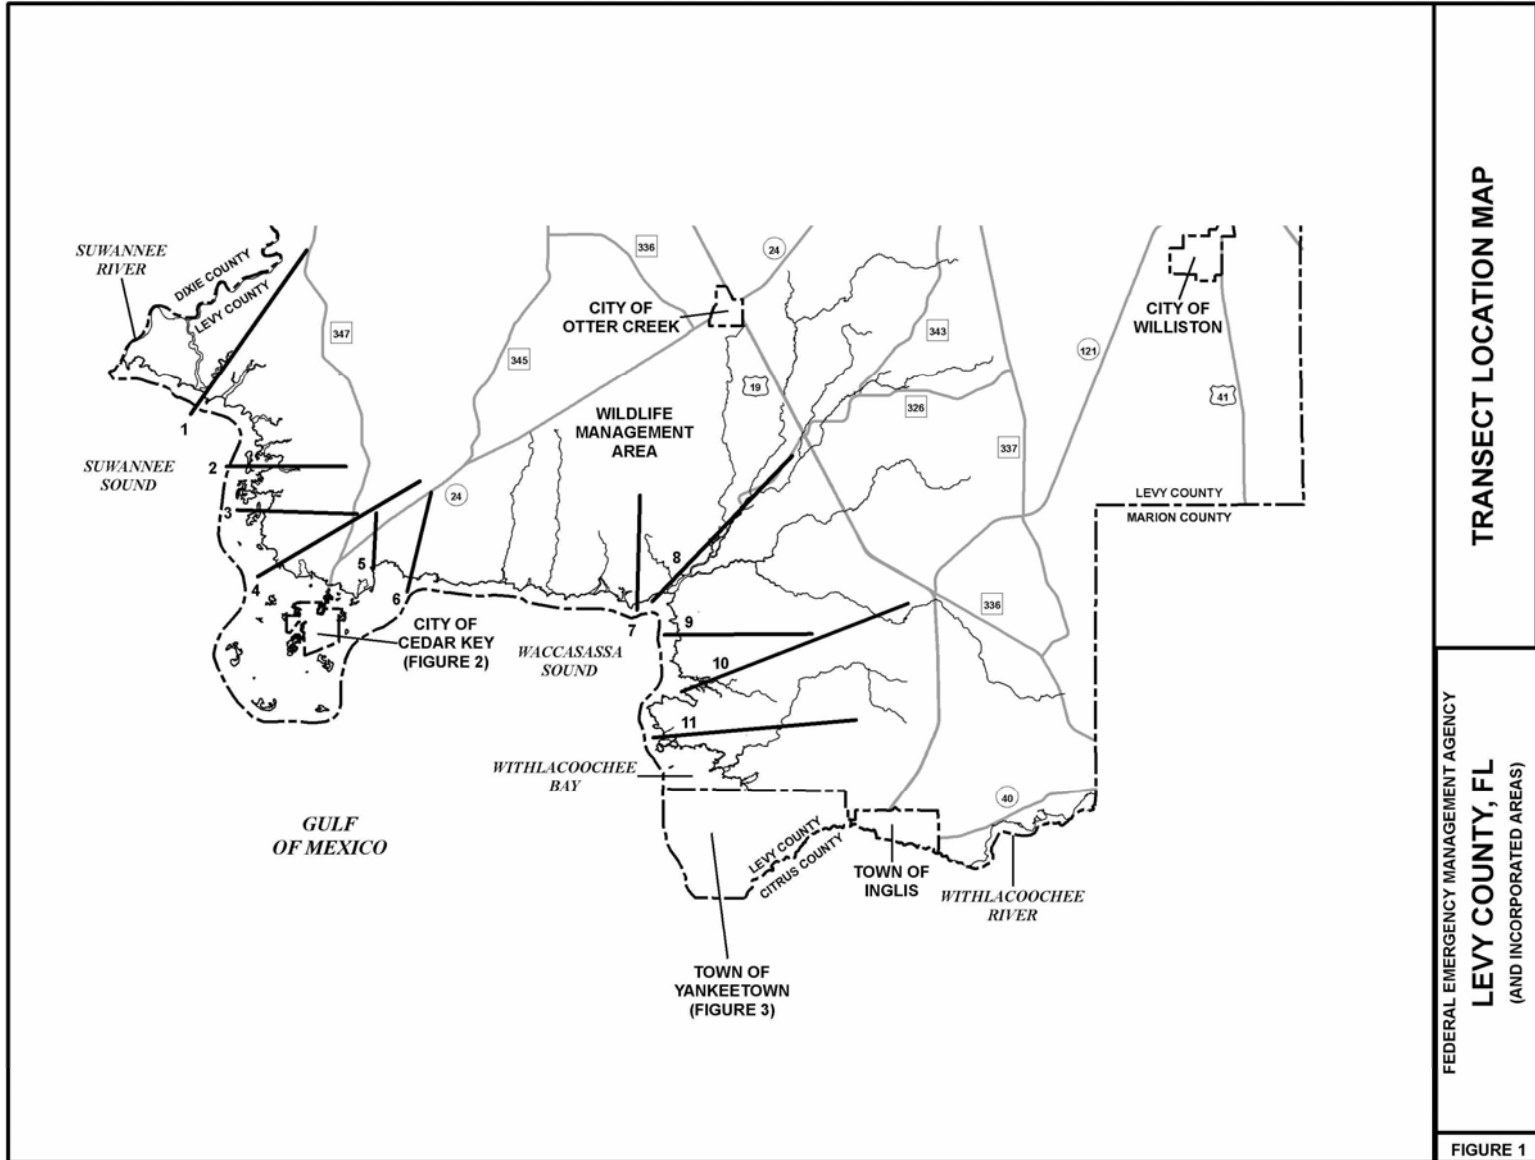 SUWANNEE
RIVER
DIXIE COUNTY
LEVY COUNTY
347
345
336
24
CITY OF
OTTER CREEK
19
343
326
337
121
CITY OF
WILLISTON
41
LEVY COUNTY
MARION COUNTY
WILDLIFE
MANAGEMENT
AREA
1
SUWANNEE
SOUND
2
3
24
4
5
6
CITY OF
CEDAR KEY
(FIGURE 2)
7
8
WACCASASSA
SOUND
9
10
336
11
WITHLACOOCHEE
BAY
GULF
OF MEXICO
40
LEVY COUNTY
CITRUS COUNTY
TOWN OF
INGLIS
WITHLACOOCHEE
RIVER
TOWN OF
YANKEETOWN
(FIGURE 3)
TRANSECT LOCATION MAP
FEDERAL EMERGENCY MANAGEMENT AGENCY
LEVY COUNTY, FL
(AND INCORPORATED AREAS)
FIGURE 1